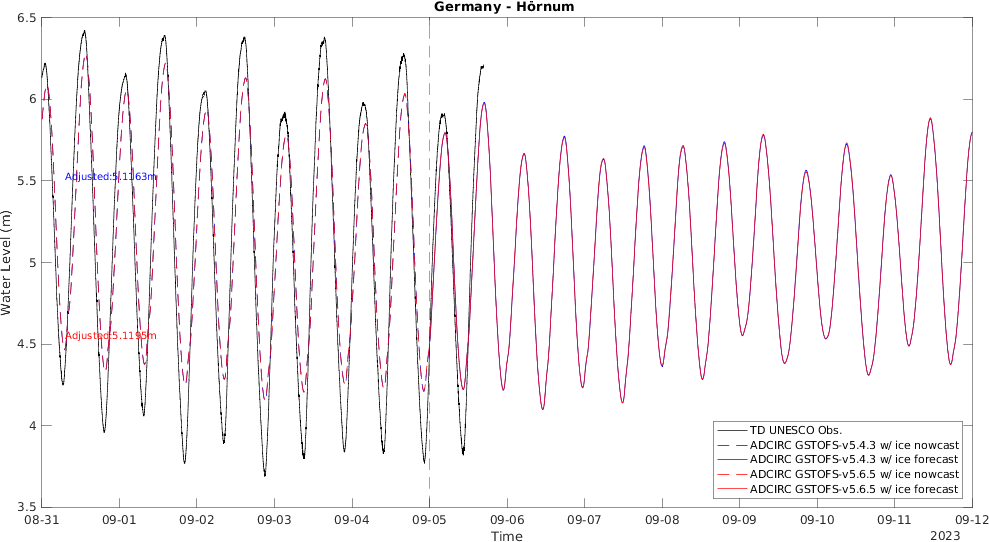 Germany - Hörnum
6.5
6
5.5
5
4.5
4
3.5
Water Level (m)
Adjusted:5.1163m
Adjusted:5.1195m
TD UNESCO Obs.
ADCIRC GSTOFS-v5.4.3 w/ ice nowcast
ADCIRC GSTOFS-v5.4.3 w/ ice forecast
ADCIRC GSTOFS-v5.6.5 w/ ice nowcast
ADCIRC GSTOFS-v5.6.5 w/ ice forecast
08-31 09-01 09-02 09-03 09-04 09-05 09-06 09-07 09-08 09-09 09-10 09-11 09-12
Time
2023